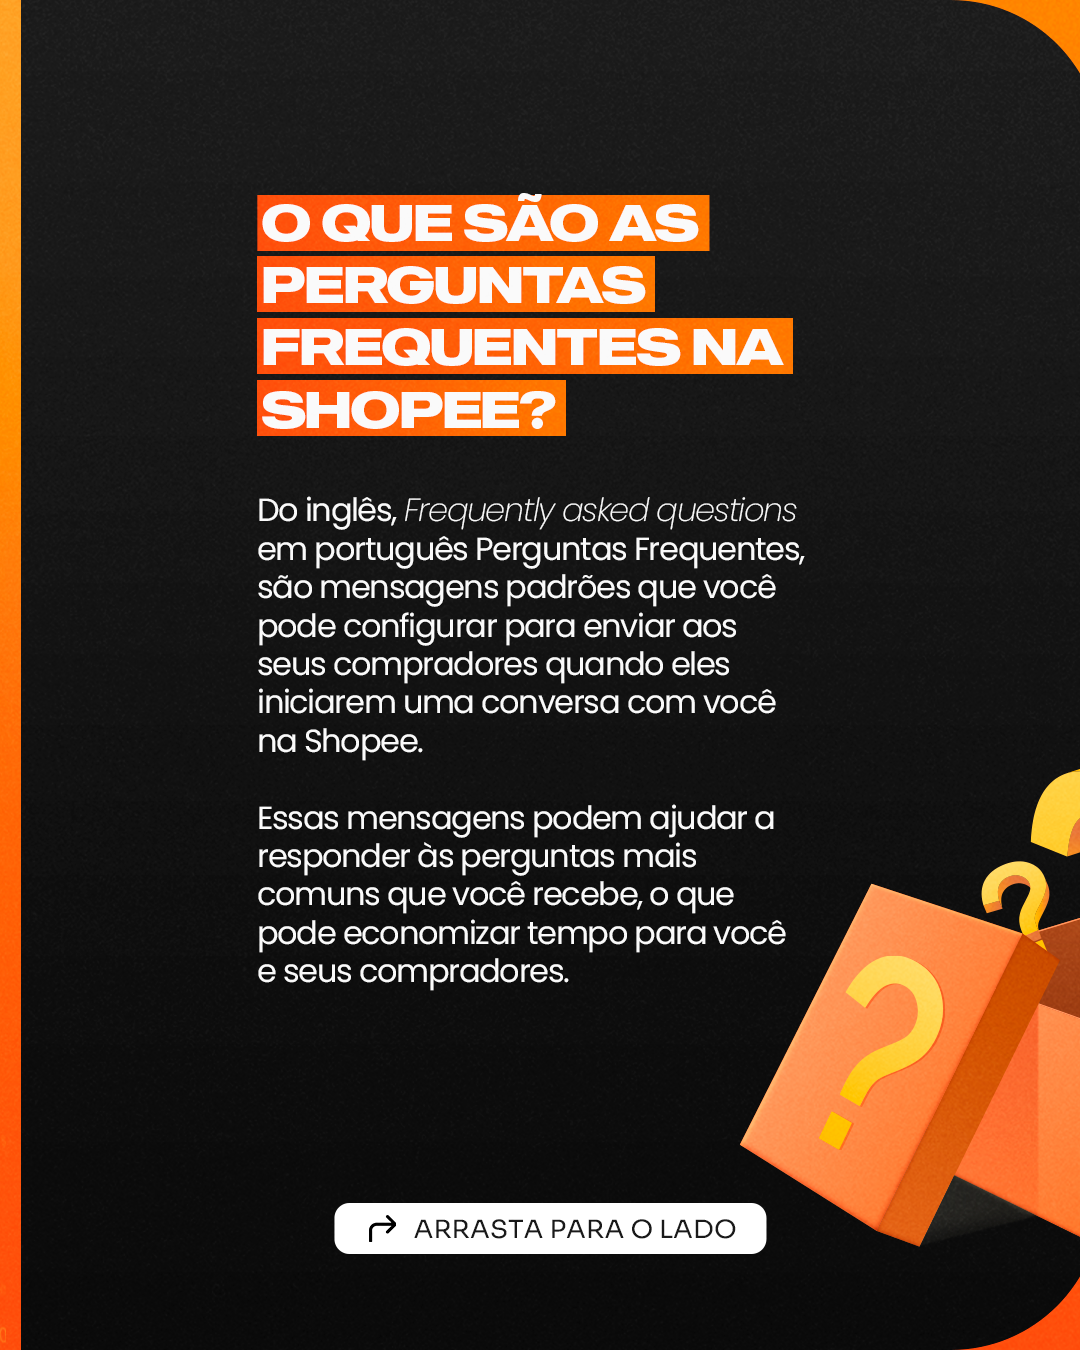 O QUE SÃO AS
PERGUNTAS
FREQUENTES NA
SHOPEE?
Do inglês, Frequently asked questions
em português Perguntas Frequentes,
são mensagens padrões que você
pode configurar para enviar aos
seus compradores quando eles
iniciarem uma conversa com você
na Shopee.
Essas mensagens podem ajudar a
responder às perguntas mais
comuns que você recebe, o que
pode economizar tempo para você
e seus compradores.
?
?
ARRASTA PARA O LADO